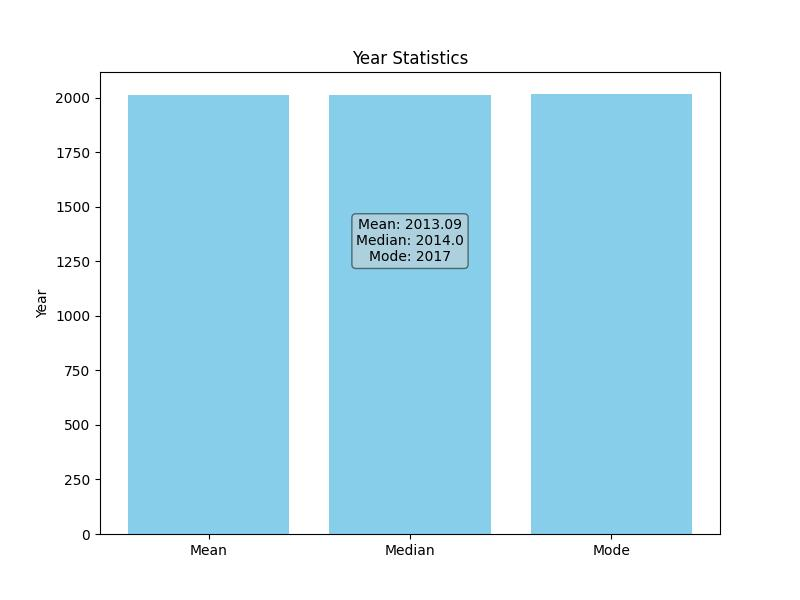 Year Statistics
2000
1750
1500
1250
1000
750
500
250
0
Year
Mean: 2013.09
Median: 2014.0
Mode: 2017
Mean
Median
Mode